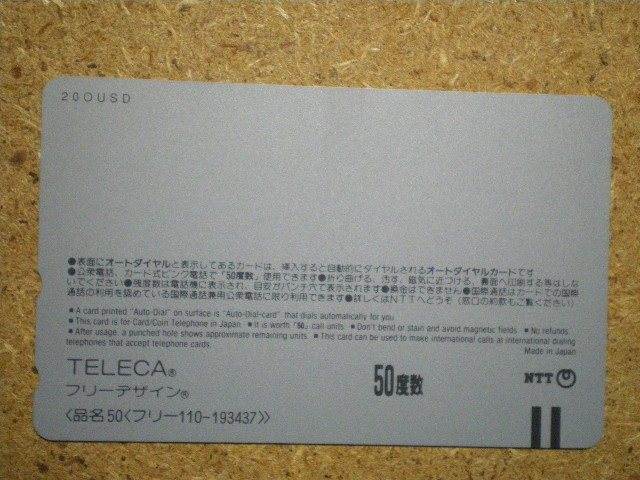 20OUSD
●表面にオートダイヤルと表示してあるカードは、挿入すると自動的にダイヤルされるオートダイヤルカードです
●公衆電話、カード式ピンク電話で「50度数」使用できます●折り曲げる、汚す、磁気に近づける、裏面へ印刷する等はしな
いでください●残度数は電話機に表示され、目安がパンチ穴で表示されます●換金はできません●国際通話はカードでの国際
通話の利用を認めている国際通話兼用公衆電話に限り利用できます●詳しくはNTTへどうぞ(窓口の約款もご覧ください)
■ A card printed "Auto-Dial" on surface is "Auto-Dial-card" that dials automatically for you
■ This card is for Card/Coin Telephone in Japan. ■ It is worth 「50」 call units ■ Don't bend or stain and avoid magnetic fields ■ No refunds
■ After usage, a punched hole shows approximate remaining units. ■ This card can be used to make international calls at international dialing
telephones that accept telephone cards.
Made in Japan
TELECA®
フリーデザイン®
50度数
NTT
〈品名50〈フリー110-193437〉〉